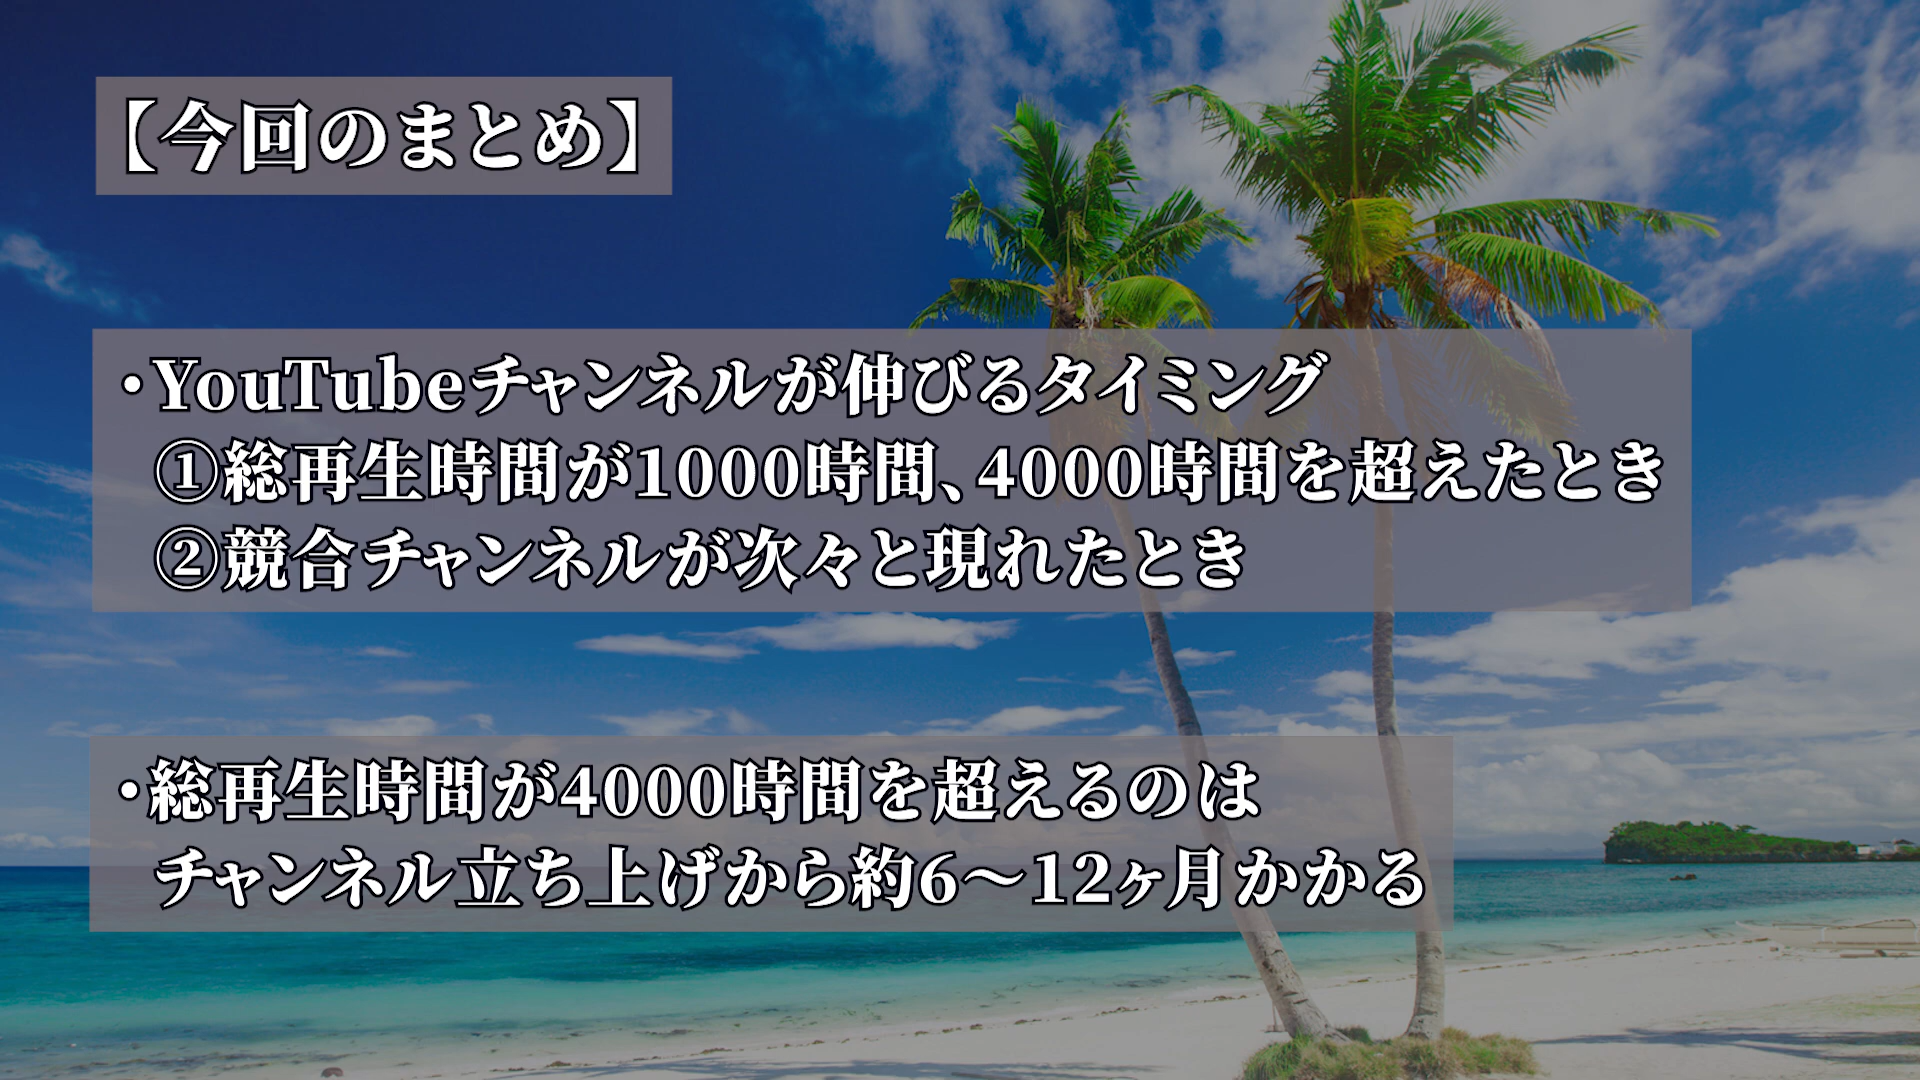 【今回のまとめ】
・YouTubeチャンネルが伸びるタイミング
①総再生時間が1000時間、4000時間を超えたとき
②競合チャンネルが次々と現れたとき
・総再生時間が4000時間を超えるのは
チャンネル立ち上げから約6〜12ヶ月かかる